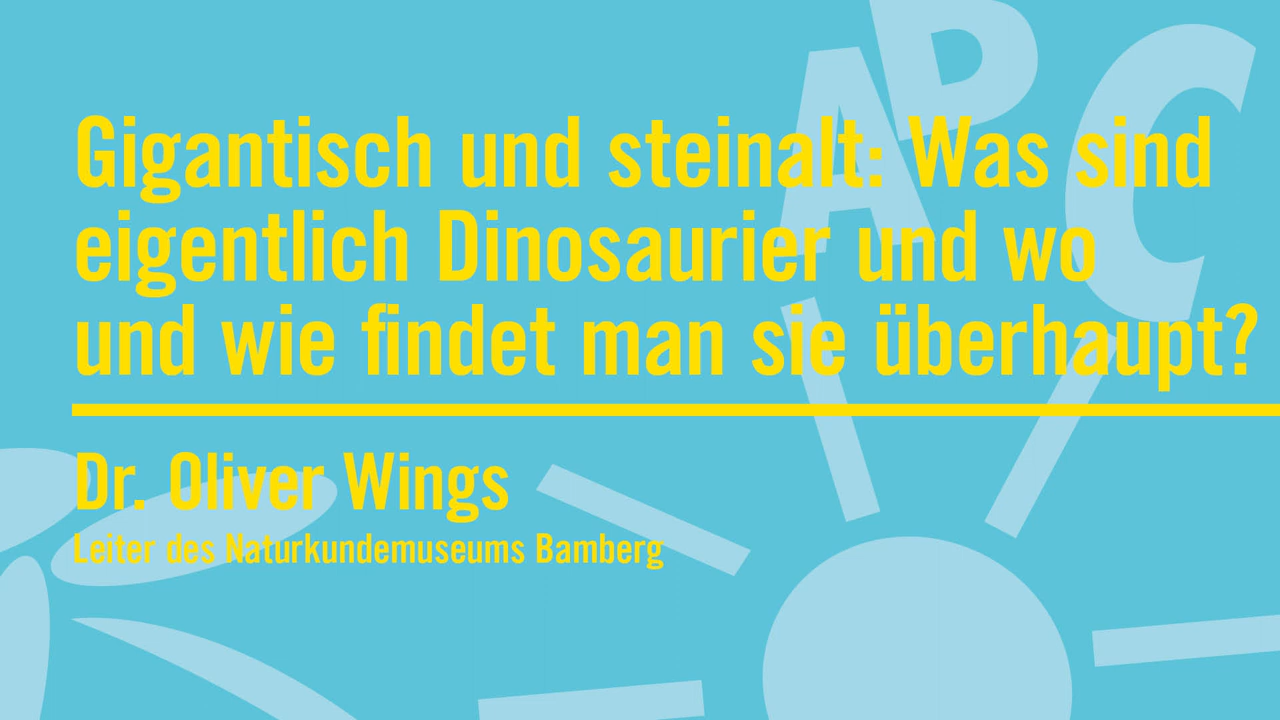 ABC
Gigantisch und steinalt: Was sind
eigentlich Dinosaurier und wo
und wie findet man sie überhaupt?
Dr. Oliver Wings
Leiter des Naturkundemuseums Bamberg